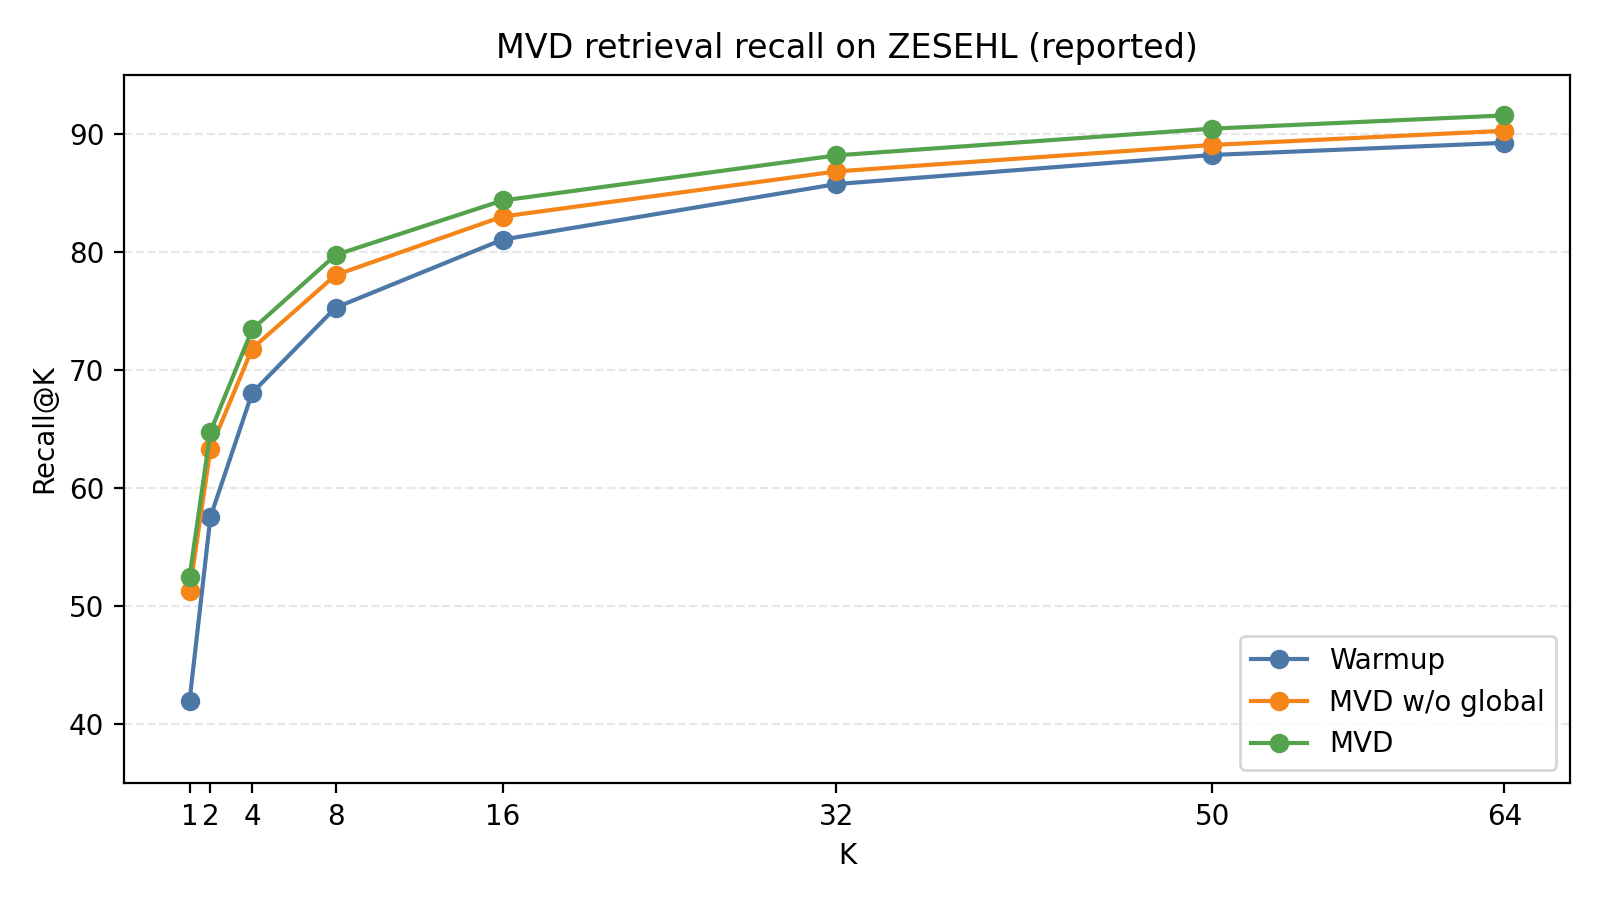 MVD retrieval recall on ZESEHL (reported)
Recall@K
90
80
70
60
50
40
Warmup
MVD w/o global
MVD
1 2 4 8 16 32 50 64
K